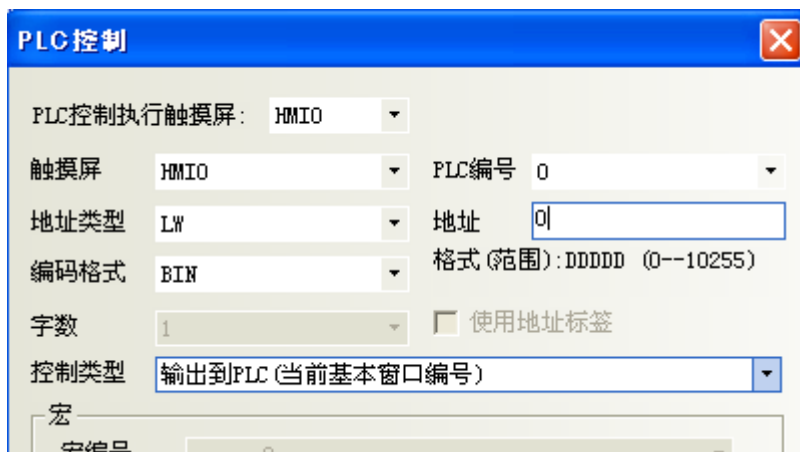 PLC控制
PLC控制执行触摸屏: HMI0
触摸屏 HMI0 PLC编号 0
地址类型 LW 地址 0
编码格式 BIN 格式(范围):DDDDD (0--10255)
字数 1 使用地址标签
控制类型 输出到PLC(当前基本窗口编号)
宏
宏编号